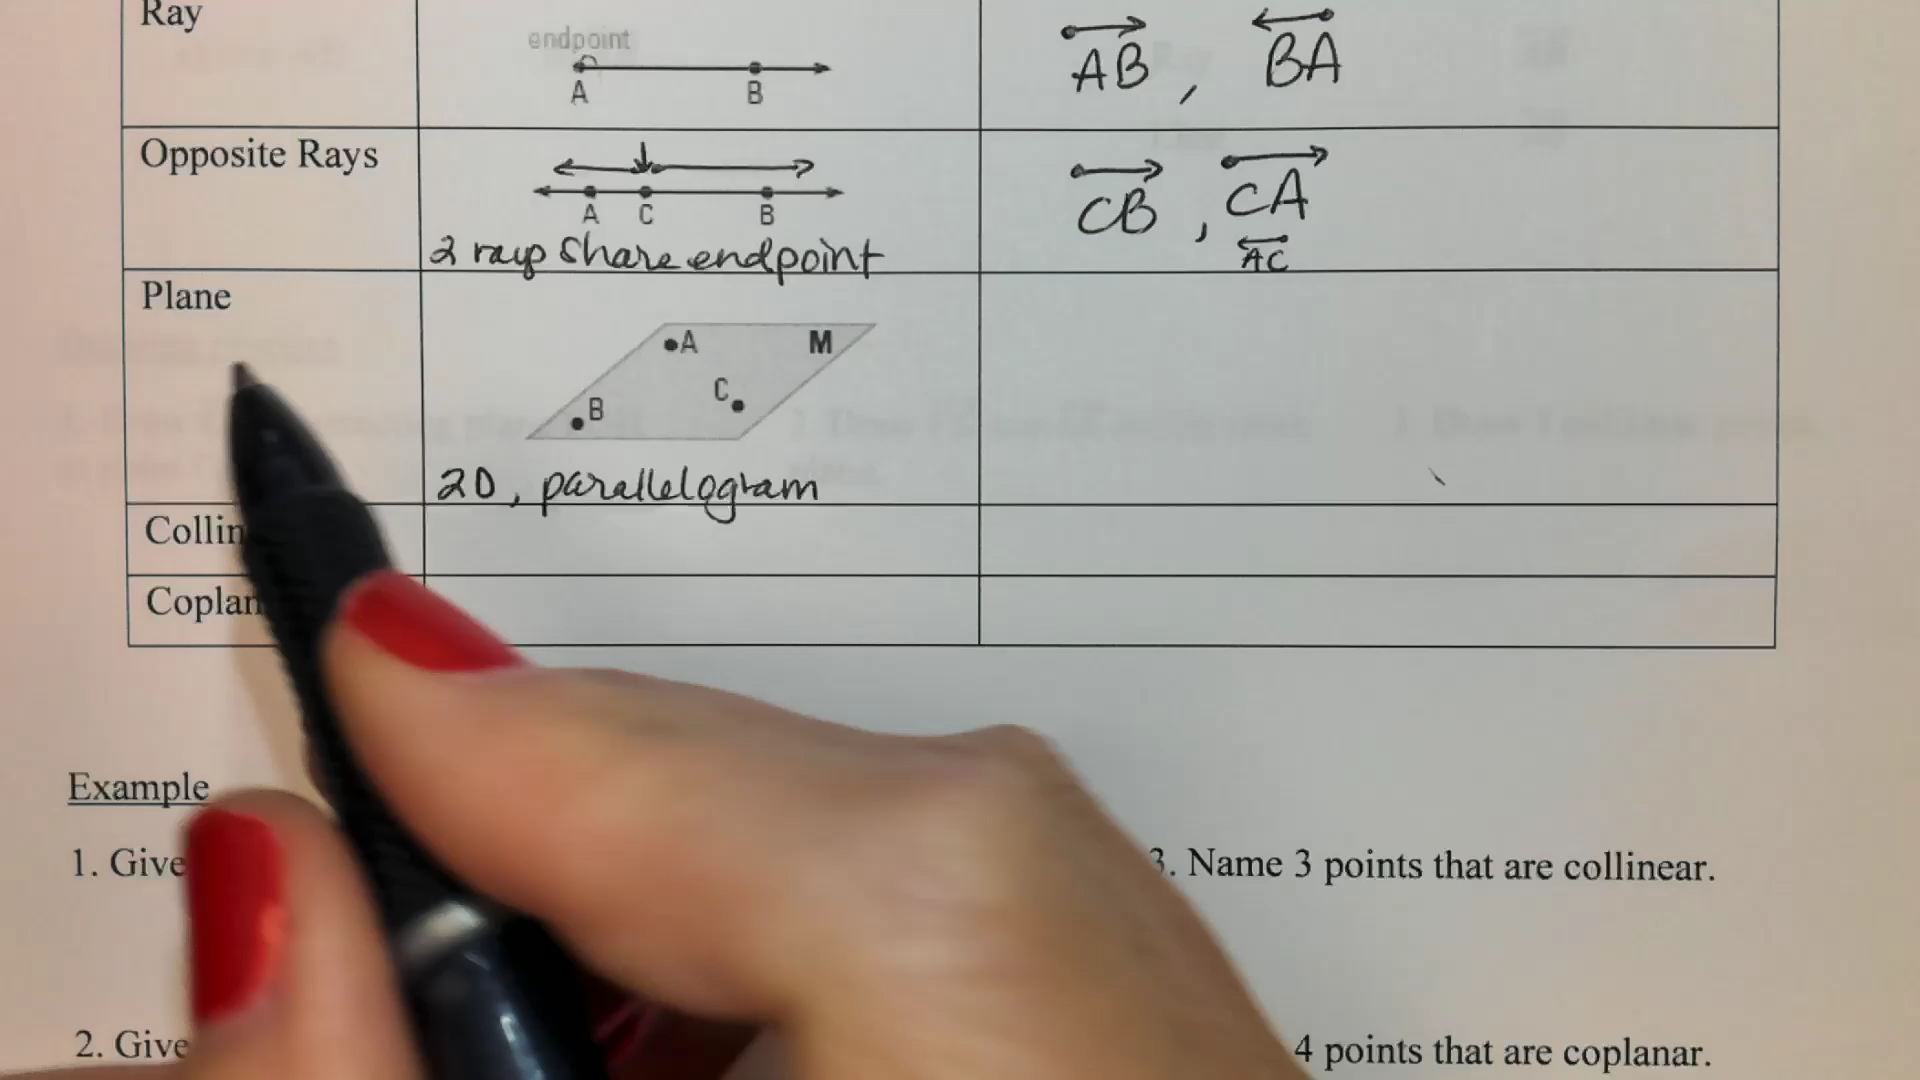 Ray
endpoint
A B
AB , BA
Opposite Rays
A C B
2 rays share endpoint
CB , CA
AC
Plane
A M
C
B
2D, parallelogram
Collin
Coplan
Example
1. Give
3. Name 3 points that are collinear.
2. Give
4 points that are coplanar.